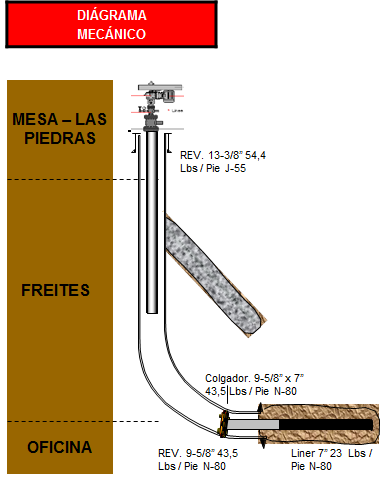 DIÁGRAMA
MECÁNICO
MESA – LAS
PIEDRAS
REV. 13-3/8” 54,4
Lbs / Pie J-55
FREITES
Colgador. 9-5/8” x 7”
43,5 Lbs / Pie N-80
OFICINA
REV. 9-5/8” 43,5
Lbs / Pie N-80
Liner 7” 23 Lbs /
Pie N-80